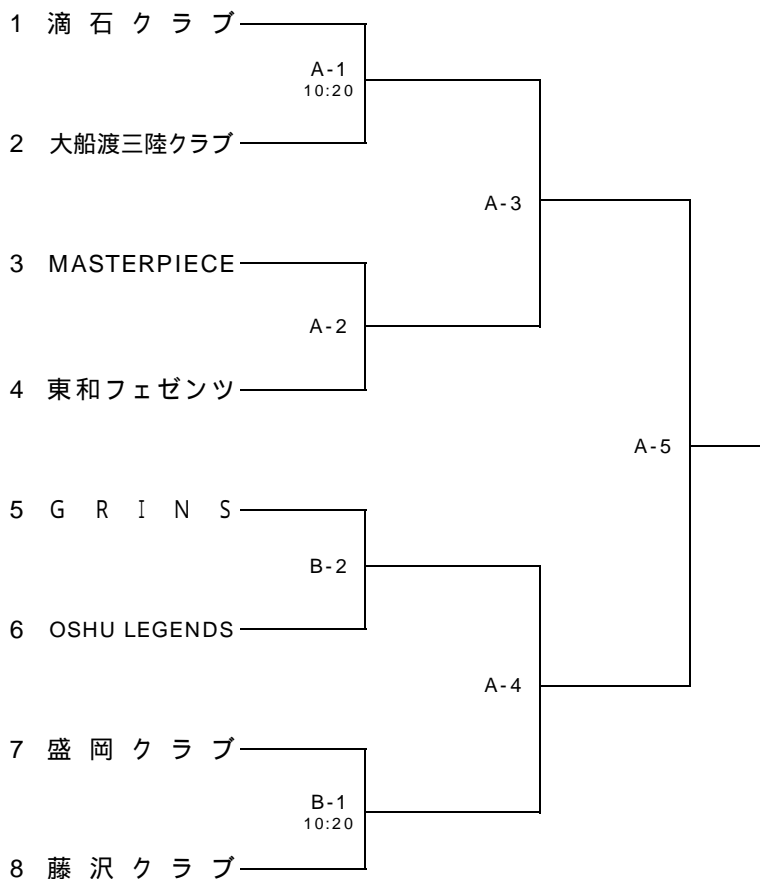 1 滴石クラブ
A-1
10:20
2 大船渡三陸クラブ
A-3
3 MASTERPIECE
A-2
4 東和フェゼンツ
A-5
5 GRINS
B-2
6 OSHU LEGENDS
A-4
7 盛岡クラブ
B-1
10:20
8 藤沢クラブ